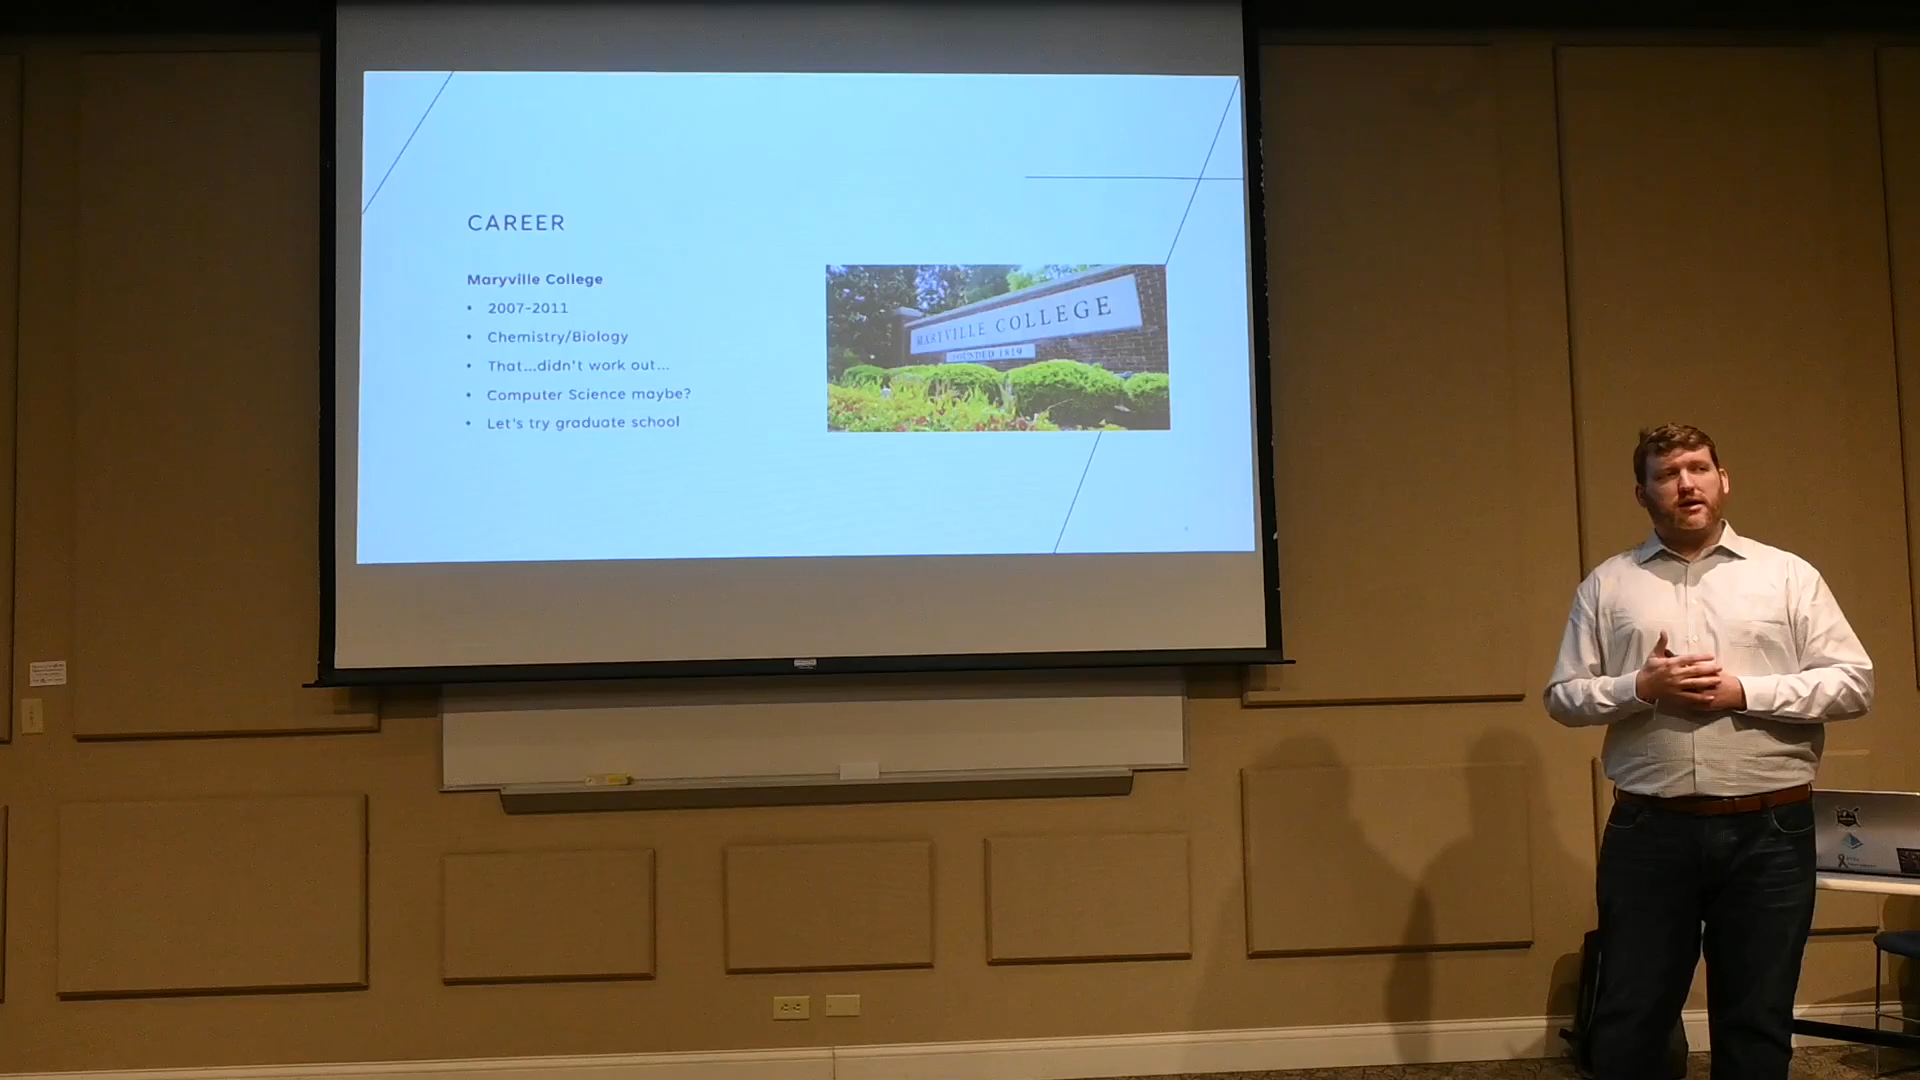 CAREER
Maryville College
• 2007-2011
• Chemistry/Biology
• That...didn't work out...
• Computer Science maybe?
• Let's try graduate school
MARYVILLE COLLEGE
FOUNDED 1819